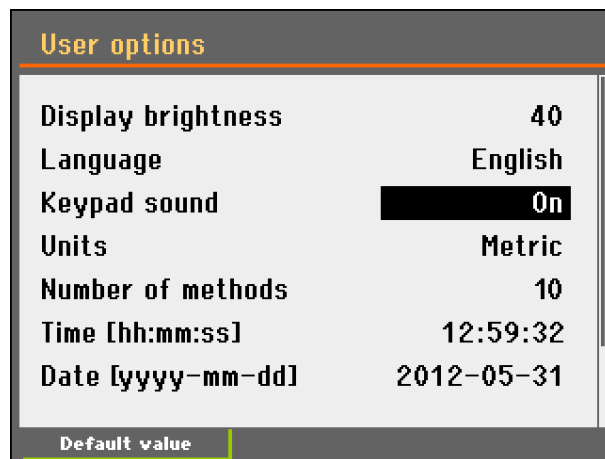 User options
Display brightness 40
Language English
Keypad sound On
Units Metric
Number of methods 10
Time [hh:mm:ss] 12:59:32
Date [yyyy-mm-dd] 2012-05-31
Default value